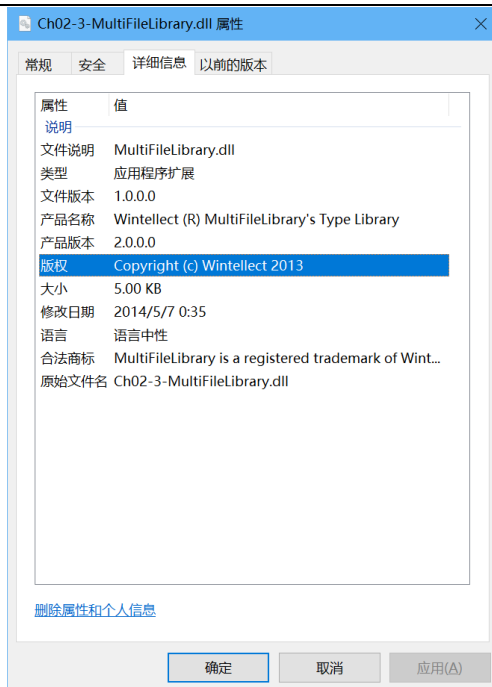 Ch02-3-MultiFileLibrary.dll 属性
常规 安全 详细信息 以前的版本
属性 值
说明
文件说明 MultiFileLibrary.dll
类型 应用程序扩展
文件版本 1.0.0.0
产品名称 Wintellect (R) MultiFileLibrary's Type Library
产品版本 2.0.0.0
版权 Copyright (c) Wintellect 2013
大小 5.00 KB
修改日期 2014/5/7 0:35
语言 语言中性
合法商标 MultiFileLibrary is a registered trademark of Wint...
原始文件名 Ch02-3-MultiFileLibrary.dll
删除属性和个人信息
确定 取消 应用(A)